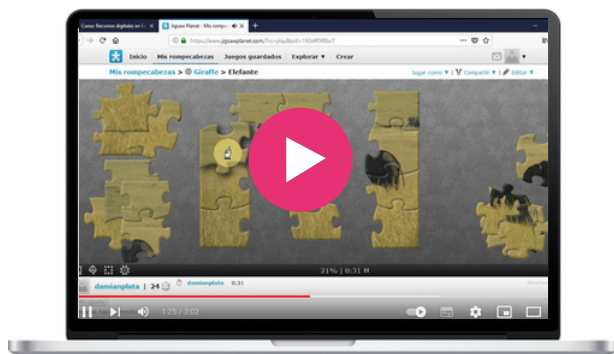 Curso: Recursos digitales en E
Jigsaw Planet - Mis rompec
https://www.jigsawplanet.com/?rc=play&pid=
Inicio Mis rompecabezas Juegos guardados Explorar Crear
Mis rompecabezas > Giraffe > Elefante
Jugar como Compartir Editar
21% | 0:31
damianplata | 24
damianplata 0:31
1:25 / 3:02